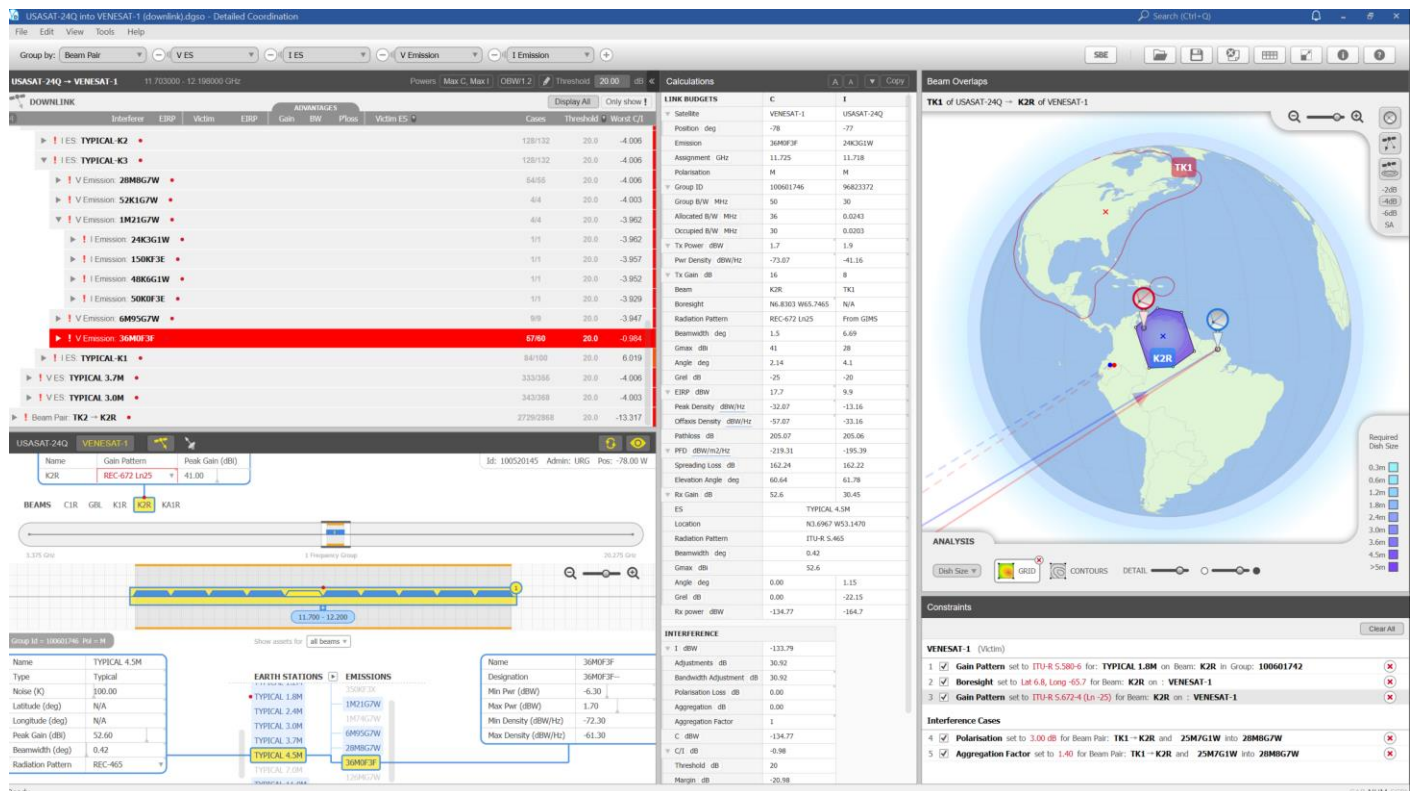 USASAT-24Q into VENESAT-1 (downlink).dgso - Detailed Coordination
Search (Ctrl+Q)
File Edit View Tools Help
Group by: Beam Pair V ES I ES V Emission I Emission
SBE
USASAT-24Q → VENESAT-1 11.703000 - 12.198000 GHz Powers Max C, Max I OBW/1.2 Threshold 20.00 dB «
DOWNLINK Display All Only show !
ADVANTAGES
Interferer EIRP Victim EIRP Gain BW P'loss Victim ES Cases Threshold Worst C/I
! I ES: TYPICAL-K2 128/132 20.0 -4.006
! I ES: TYPICAL-K3 128/132 20.0 -4.006
! V Emission: 28M8G7W 54/55 20.0 -4.006
! V Emission: 52K1G7W 4/4 20.0 -4.003
! V Emission: 1M21G7W 4/4 20.0 -3.962
! I Emission: 24K3G1W 1/1 20.0 -3.962
! I Emission: 150KF3E 1/1 20.0 -3.957
! I Emission: 48K6G1W 1/1 20.0 -3.952
! I Emission: 50K0F3E 1/1 20.0 -3.929
! V Emission: 6M95G7W 9/9 20.0 -3.947
! V Emission: 36M0F3F 57/60 20.0 -0.984
! I ES: TYPICAL-K1 84/100 20.0 6.019
! V ES: TYPICAL 3.7M 333/366 20.0 -4.006
! V ES: TYPICAL 3.0M 343/368 20.0 -4.003
! Beam Pair: TK2 → K2R 2729/2868 20.0 -13.317
USASAT-24Q VENESAT-1
Name Gain Pattern Peak Gain (dBi)
K2R REC-672 Ln25 41.00
Id: 100520145 Admin: URG Pos: -78.00 W
BEAMS C1R GBL K1R K2R KA1R
3.375 GHz 1 Frequency Group 20.275 GHz
1
11.700 - 12.200
Group Id = 100601746 Pol = M
Show assets for all beams
Name TYPICAL 4.5M
Type Typical
Noise (K) 100.00
Latitude (deg) N/A
Longitude (deg) N/A
Peak Gain (dBi) 52.60
Beamwidth (deg) 0.42
Radiation Pattern REC-465
EARTH STATIONS EMISSIONS
TYPICAL 1.8M
TYPICAL 2.4M
TYPICAL 3.0M
TYPICAL 3.7M
TYPICAL 4.5M
TYPICAL 7.0M
1M21G7W
1M74G7W
6M95G7W
28M8G7W
36M0F3F
126MG7W
Name 36M0F3F
Designation 36M0F3F--
Min Pwr (dBW) -6.30
Max Pwr (dBW) 1.70
Min Density (dBW/Hz) -72.30
Max Density (dBW/Hz) -61.30
Calculations A A Copy
LINK BUDGETS C I
Satellite VENESAT-1 USASAT-24Q
Position deg -78 -77
Emission 36M0F3F 24K3G1W
Assignment GHz 11.725 11.718
Polarisation M M
Group ID 100601746 96823372
Group B/W MHz 50 30
Allocated B/W MHz 36 0.0243
Occupied B/W MHz 30 0.0203
Tx Power dBW 1.7 1.9
Pwr Density dBW/Hz -73.07 -41.16
Tx Gain dB 16 8
Beam K2R TK1
Boresight N6.8303 W65.7465 N/A
Radiation Pattern REC-672 Ln25 From GIMS
Beamwidth deg 1.5 6.69
Gmax dBi 41 28
Angle deg 2.14 4.1
Grel dB -25 -20
EIRP dBW 17.7 9.9
Peak Density dBW/Hz -32.07 -13.16
Offaxis Density dBW/Hz -57.07 -33.16
Pathloss dB 205.07 205.06
PFD dBW/m2/Hz -219.31 -195.39
Spreading Loss dB 162.24 162.22
Elevation Angle deg 60.64 61.78
Rx Gain dB 52.6 30.45
ES TYPICAL 4.5M
Location N3.6967 W53.1470
Radiation Pattern ITU-R S.465
Beamwidth deg 0.42
Gmax dBi 52.6
Angle deg 0.00 1.15
Grel dB 0.00 -22.15
Rx power dBW -134.77 -164.7
INTERFERENCE
I dBW -133.79
Adjustments dB 30.92
Bandwidth Adjustment dB 30.92
Polarisation Loss dB 0.00
Aggregation dB 0.00
Aggregation Factor 1
C dBW -134.77
C/I dB -0.98
Threshold dB 20
Margin dB -20.98
Beam Overlaps
TK1 of USASAT-24Q → K2R of VENESAT-1
TK1
K2R
-2dB
-4dB
-6dB
SA
Required
Dish Size
0.3m
0.6m
1.2m
1.8m
2.4m
3.0m
3.6m
4.5m
>5m
ANALYSIS
Dish Size GRID CONTOURS DETAIL
Constraints
Clear All
VENESAT-1 (Victim)
1 Gain Pattern set to ITU-R S.580-6 for: TYPICAL 1.8M on Beam: K2R in Group: 100601742
2 Boresight set to Lat 6.8, Long -65.7 for Beam: K2R on : VENESAT-1
3 Gain Pattern set to ITU-R S.672-4 (Ln -25) for Beam: K2R on : VENESAT-1
Interference Cases
4 Polarisation set to 3.00 dB for Beam Pair: TK1→K2R and 25M7G1W into 28M8G7W
5 Aggregation Factor set to 1.40 for Beam Pair: TK1→K2R and 25M7G1W into 28M8G7W